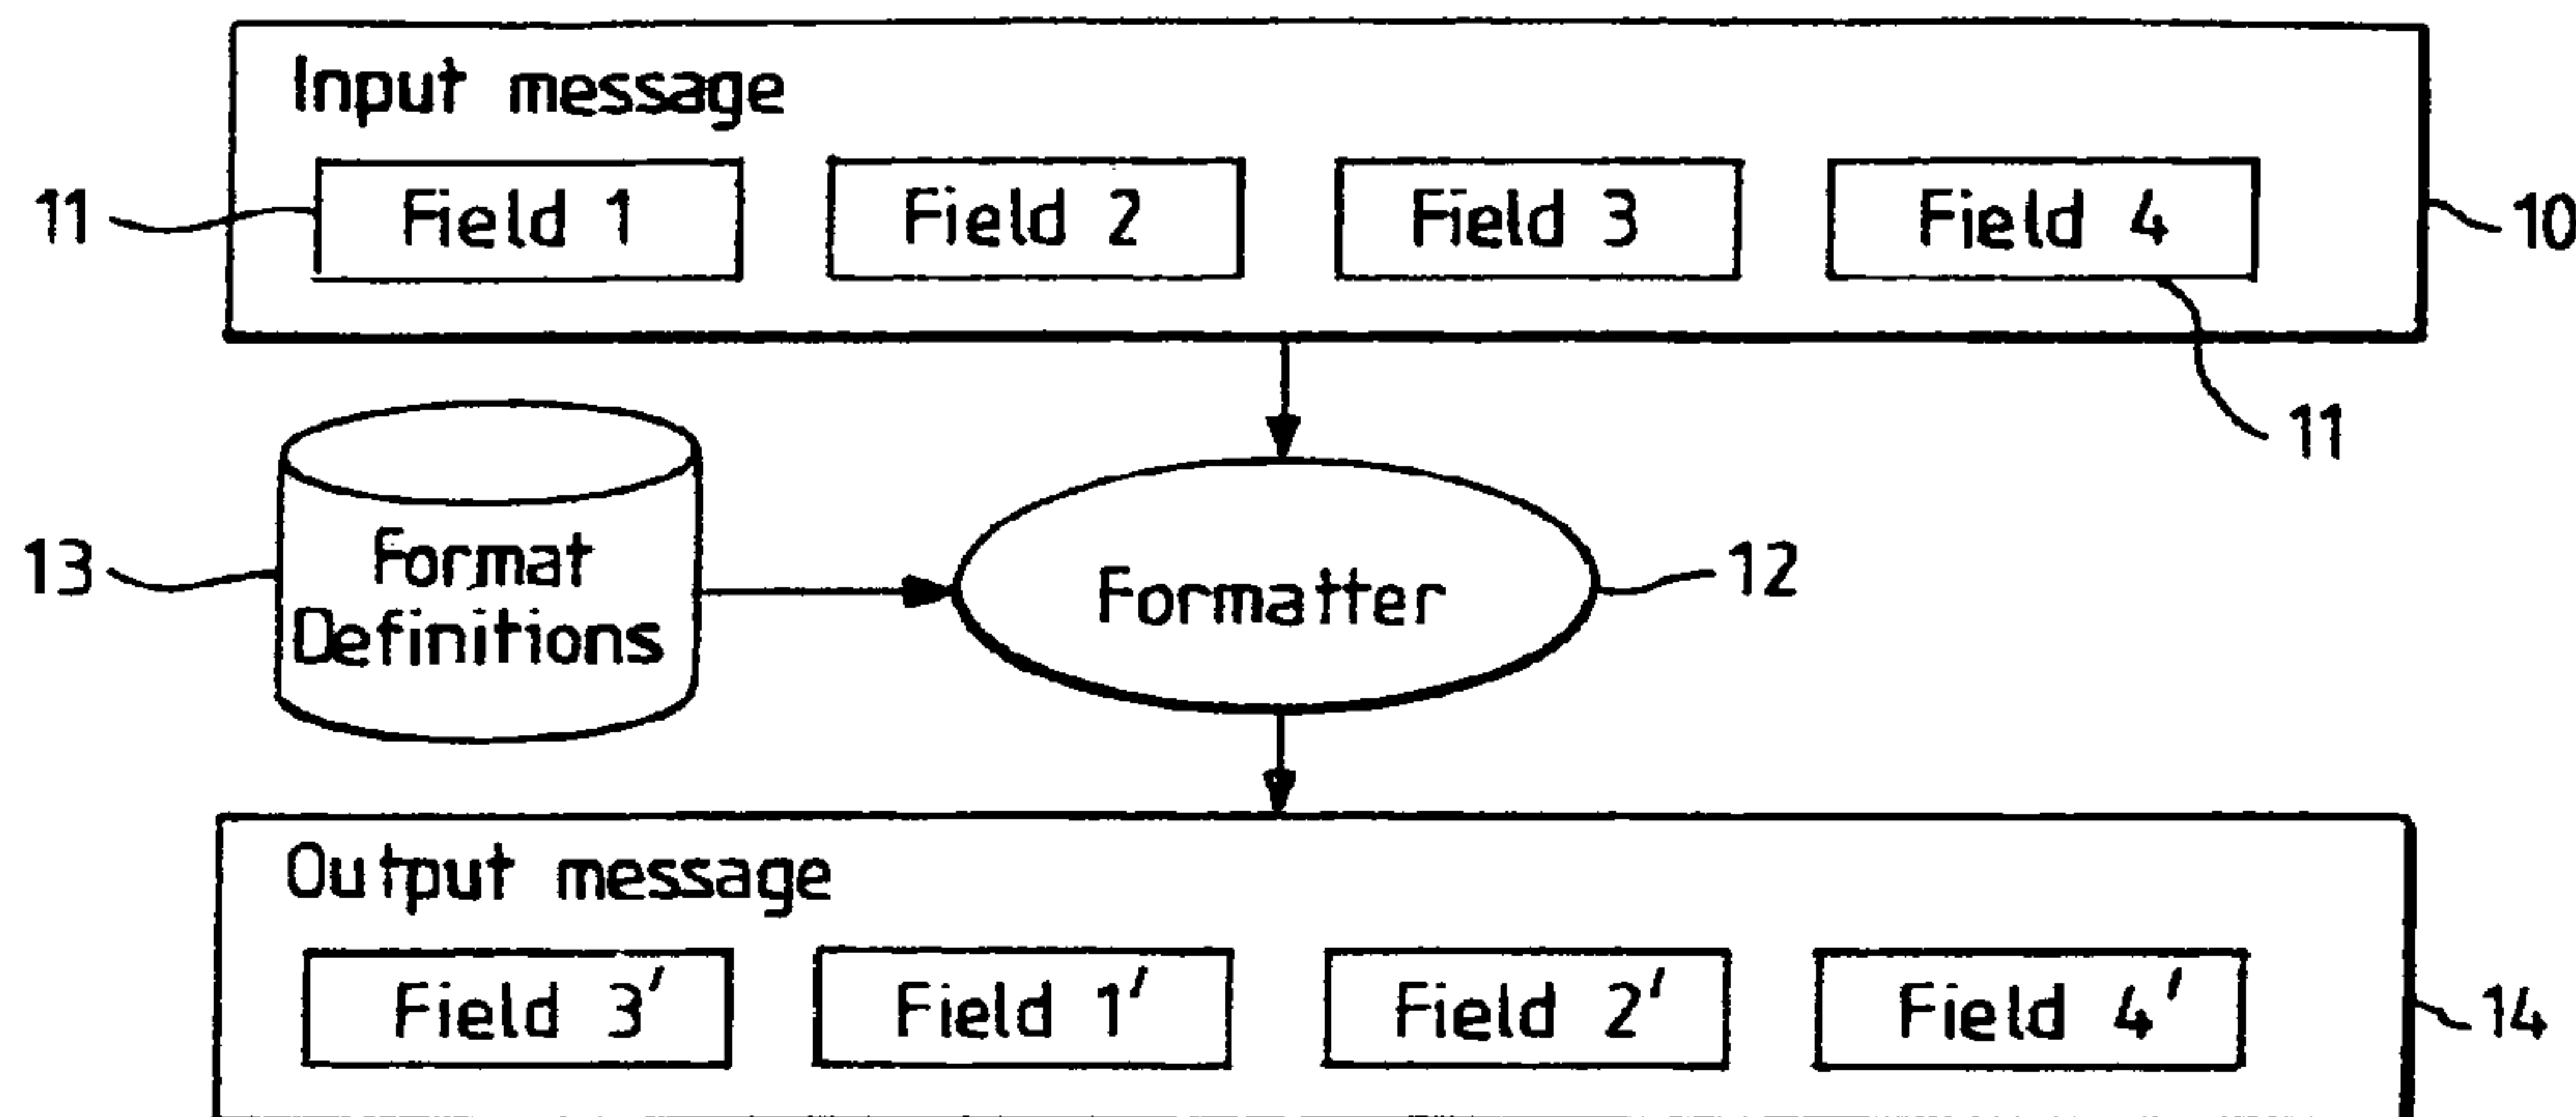 Input message
11 Field 1 Field 2 Field 3 Field 4 10
11
13 Format Definitions
Formatter 12
Output message
Field 3′ Field 1′ Field 2′ Field 4′ 14